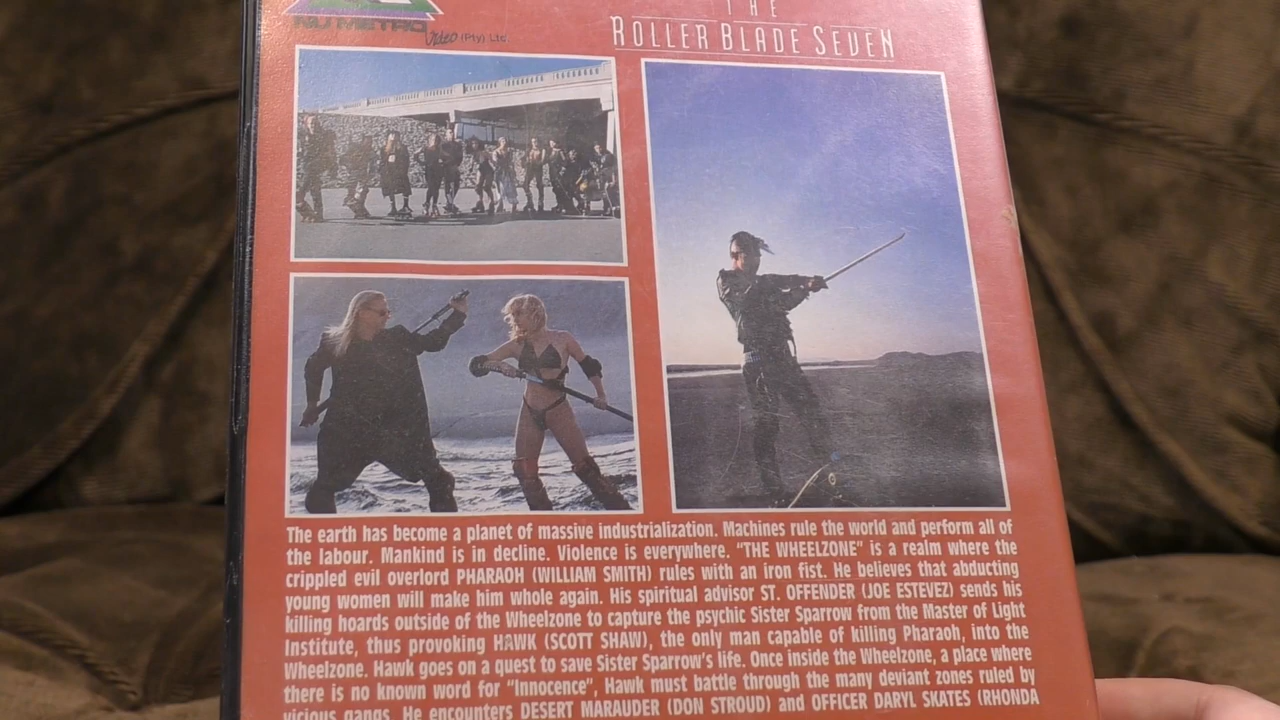 NU METRO
Video (Pty) Ltd.
THE
ROLLER BLADE SEVEN
The earth has become a planet of massive industrialization. Machines rule the world and perform all of
the labour. Mankind is in decline. Violence is everywhere. “THE WHEELZONE” is a realm where the
crippled evil overlord PHARAOH (WILLIAM SMITH) rules with an iron fist. He believes that abducting
young women will make him whole again. His spiritual advisor ST. OFFENDER (JOE ESTEVEZ) sends his
killing hoards outside of the Wheelzone to capture the psychic Sister Sparrow from the Master of Light
Institute, thus provoking HAWK (SCOTT SHAW), the only man capable of killing Pharaoh, into the
Wheelzone. Hawk goes on a quest to save Sister Sparrow's life. Once inside the Wheelzone, a place where
there is no known word for “Innocence”, Hawk must battle through the many deviant zones ruled by
vicious gangs. He encounters DESERT MARAUDER (DON STROUD) and OFFICER DARYL SKATES (RHONDA